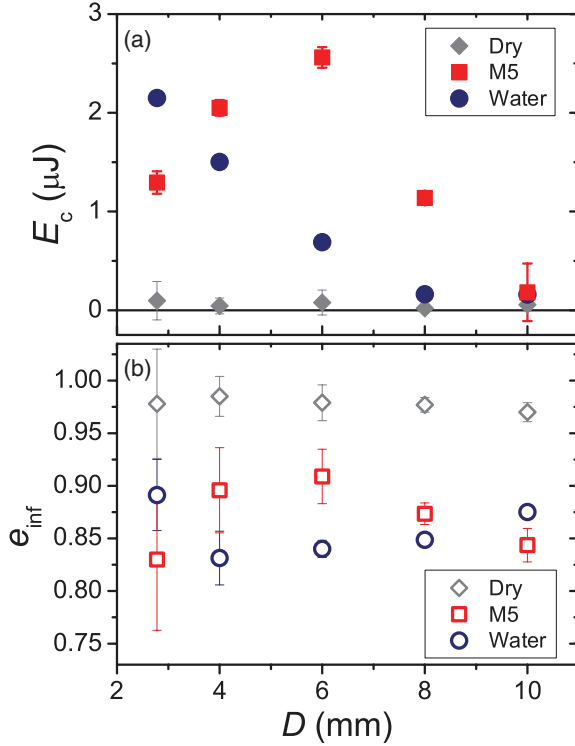 (a)
Dry
M5
Water
3
2
1
0
E_c (μJ)
(b)
1.00
0.95
0.90
0.85
0.80
0.75
e_inf
Dry
M5
Water
2 4 6 8 10
D (mm)